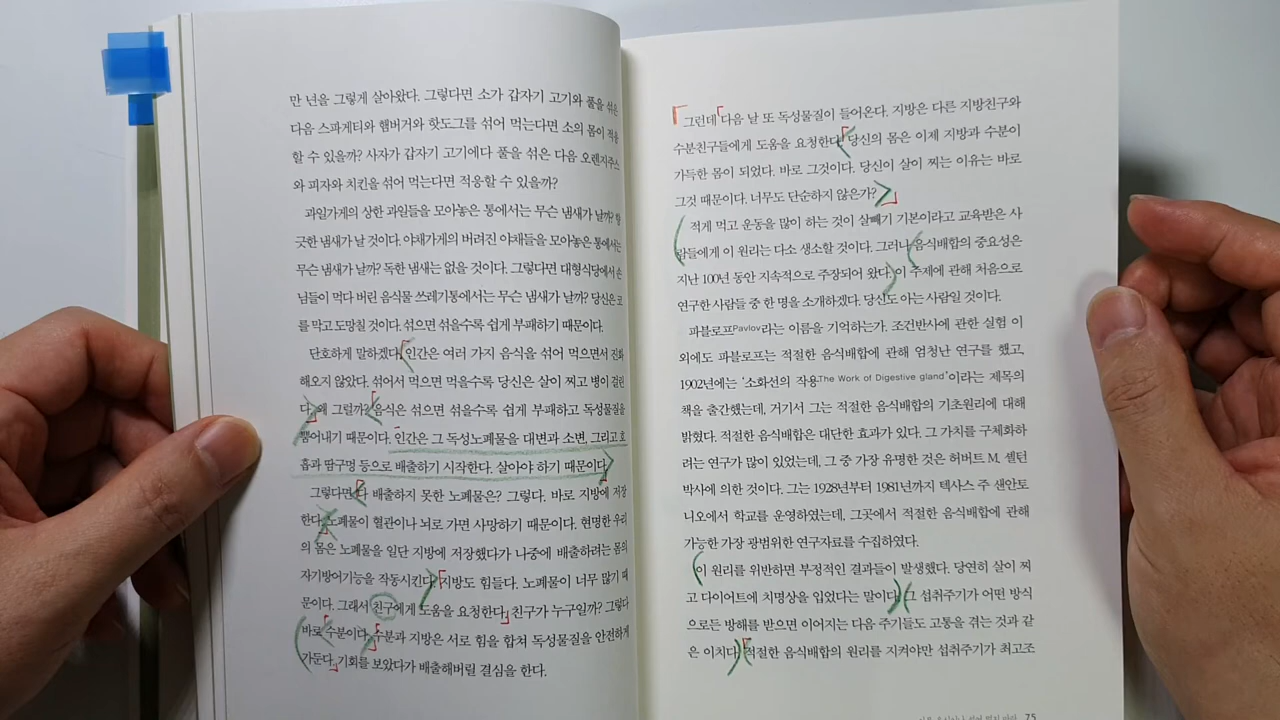 만 년을 그렇게 살아왔다. 그렇다면 소가 갑자기 고기와 풀을 섞은
다음 스파게티와 햄버거와 핫도그를 섞어 먹는다면 소의 몸이 적응
할 수 있을까? 사자가 갑자기 고기에다 풀을 섞은 다음 오렌지주스
와 피자와 치킨을 섞어 먹는다면 적응할 수 있을까?
과일가게의 상한 과일들을 모아놓은 통에서는 무슨 냄새가 날까? 향
긋한 냄새가 날 것이다. 야채가게의 버려진 야채들을 모아놓은 통에서는
무슨 냄새가 날까? 독한 냄새는 없을 것이다. 그렇다면 대형식당에서 손
님들이 먹다 버린 음식물 쓰레기통에서는 무슨 냄새가 날까? 당신은 코
를 막고 도망칠 것이다. 섞으면 섞을수록 쉽게 부패하기 때문이다.
단호하게 말하겠다. 인간은 여러 가지 음식을 섞어 먹으면서 진화
해오지 않았다. 섞어서 먹으면 먹을수록 당신은 살이 찌고 병이 걸린
다. 왜 그럴까? 음식은 섞으면 섞을수록 쉽게 부패하고 독성물질을
뿜어내기 때문이다. 인간은 그 독성노폐물을 대변과 소변, 그리고 호
흡과 땀구멍 등으로 배출하기 시작한다. 살아야 하기 때문이다.
그렇다면 다 배출하지 못한 노폐물은? 그렇다. 바로 지방에 저장
한다. 노폐물이 혈관이나 뇌로 가면 사망하기 때문이다. 현명한 우리
의 몸은 노폐물을 일단 지방에 저장했다가 나중에 배출하려는 몸의
자기방어기능을 작동시킨다. 지방도 힘들다. 노폐물이 너무 많기 때
문이다. 그래서 친구에게 도움을 요청한다. 친구가 누구일까? 그렇다
바로 수분이다. 수분과 지방은 서로 힘을 합쳐 독성물질을 안전하게
가둔다. 기회를 보았다가 배출해버릴 결심을 한다.
그런데 다음 날 또 독성물질이 들어온다. 지방은 다른 지방친구와
수분친구들에게 도움을 요청한다. 당신의 몸은 이제 지방과 수분이
가득한 몸이 되었다. 바로 그것이다. 당신이 살이 찌는 이유는 바로
그것 때문이다. 너무도 단순하지 않은가?
적게 먹고 운동을 많이 하는 것이 살빼기 기본이라고 교육받은 사
람들에게 이 원리는 다소 생소할 것이다. 그러나 음식배합의 중요성은
지난 100년 동안 지속적으로 주장되어 왔다. 이 주제에 관해 처음으로
연구한 사람들 중 한 명을 소개하겠다. 당신도 아는 사람일 것이다.
파블로프Pavlov라는 이름을 기억하는가. 조건반사에 관한 실험 이
외에도 파블로프는 적절한 음식배합에 관해 엄청난 연구를 했고,
1902년에는 '소화선의 작용The Work of Digestive gland'이라는 제목의
책을 출간했는데, 거기서 그는 적절한 음식배합의 기초원리에 대해
밝혔다. 적절한 음식배합은 대단한 효과가 있다. 그 가치를 구체화하
려는 연구가 많이 있었는데, 그 중 가장 유명한 것은 허버트 M. 셸턴
박사에 의한 것이다. 그는 1928년부터 1981년까지 텍사스 주 샌안토
니오에서 학교를 운영하였는데, 그곳에서 적절한 음식배합에 관해
가능한 가장 광범위한 연구자료를 수집하였다.
이 원리를 위반하면 부정적인 결과들이 발생했다. 당연히 살이 찌
고 다이어트에 치명상을 입었다는 말이다. 그 섭취주기가 어떤 방식
으로든 방해를 받으면 이어지는 다음 주기들도 고통을 겪는 것과 같
은 이치다. 적절한 음식배합의 원리를 지켜야만 섭취주기가 최고조
75